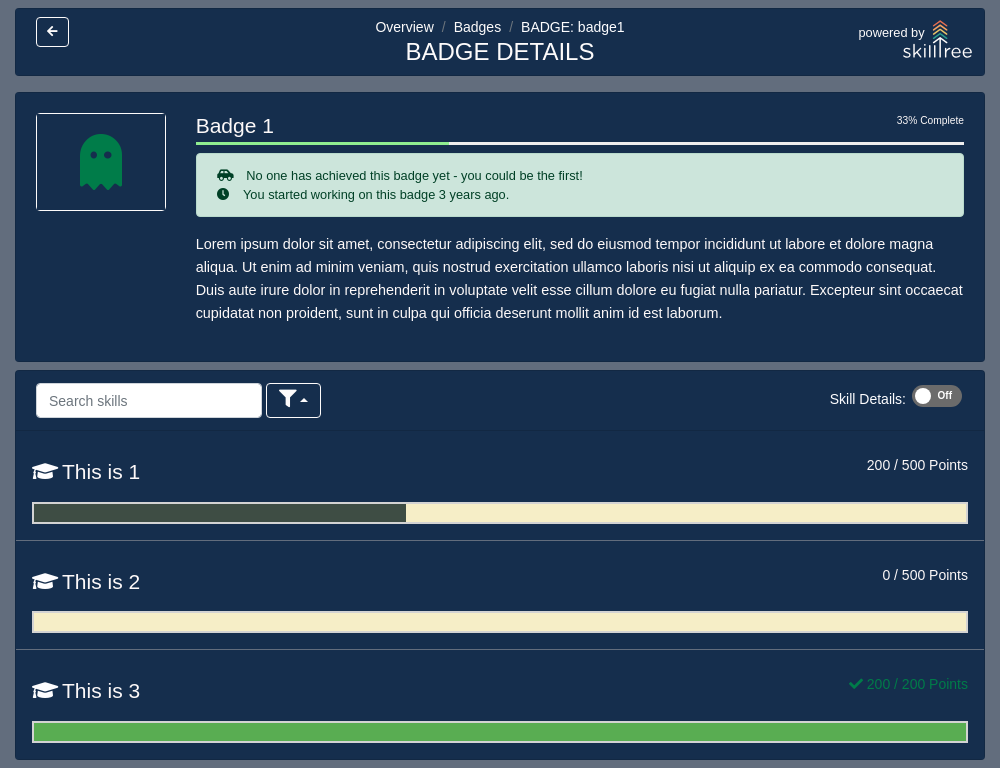 Overview / Badges / BADGE: badge1
BADGE DETAILS
powered by
skilltree
Badge 1
33% Complete
No one has achieved this badge yet - you could be the first!
You started working on this badge 3 years ago.
Lorem ipsum dolor sit amet, consectetur adipiscing elit, sed do eiusmod tempor incididunt ut labore et dolore magna
aliqua. Ut enim ad minim veniam, quis nostrud exercitation ullamco laboris nisi ut aliquip ex ea commodo consequat.
Duis aute irure dolor in reprehenderit in voluptate velit esse cillum dolore eu fugiat nulla pariatur. Excepteur sint occaecat
cupidatat non proident, sunt in culpa qui officia deserunt mollit anim id est laborum.
Search skills
Skill Details: Off
This is 1
200 / 500 Points
This is 2
0 / 500 Points
This is 3
200 / 200 Points